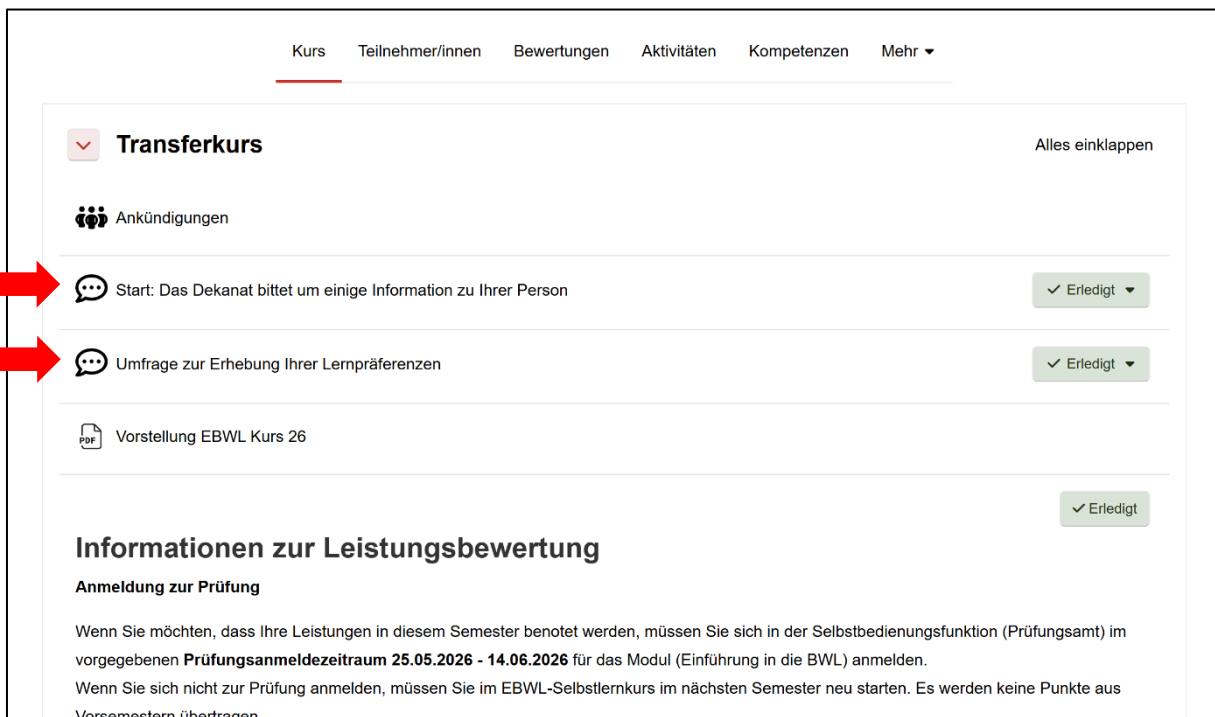 Kurs Teilnehmer/innen Bewertungen Aktivitäten Kompetenzen Mehr
Transferkurs Alles einklappen
Ankündigungen
Start: Das Dekanat bittet um einige Information zu Ihrer Person Erledigt
Umfrage zur Erhebung Ihrer Lernpräferenzen Erledigt
PDF Vorstellung EBWL Kurs 26
Erledigt
Informationen zur Leistungsbewertung
Anmeldung zur Prüfung
Wenn Sie möchten, dass Ihre Leistungen in diesem Semester benotet werden, müssen Sie sich in der Selbstbedienungsfunktion (Prüfungsamt) im
vorgegebenen Prüfungsanmeldezeitraum 25.05.2026 - 14.06.2026 für das Modul (Einführung in die BWL) anmelden.
Wenn Sie sich nicht zur Prüfung anmelden, müssen Sie im EBWL-Selbstlernkurs im nächsten Semester neu starten. Es werden keine Punkte aus
Vorsemestern übertragen